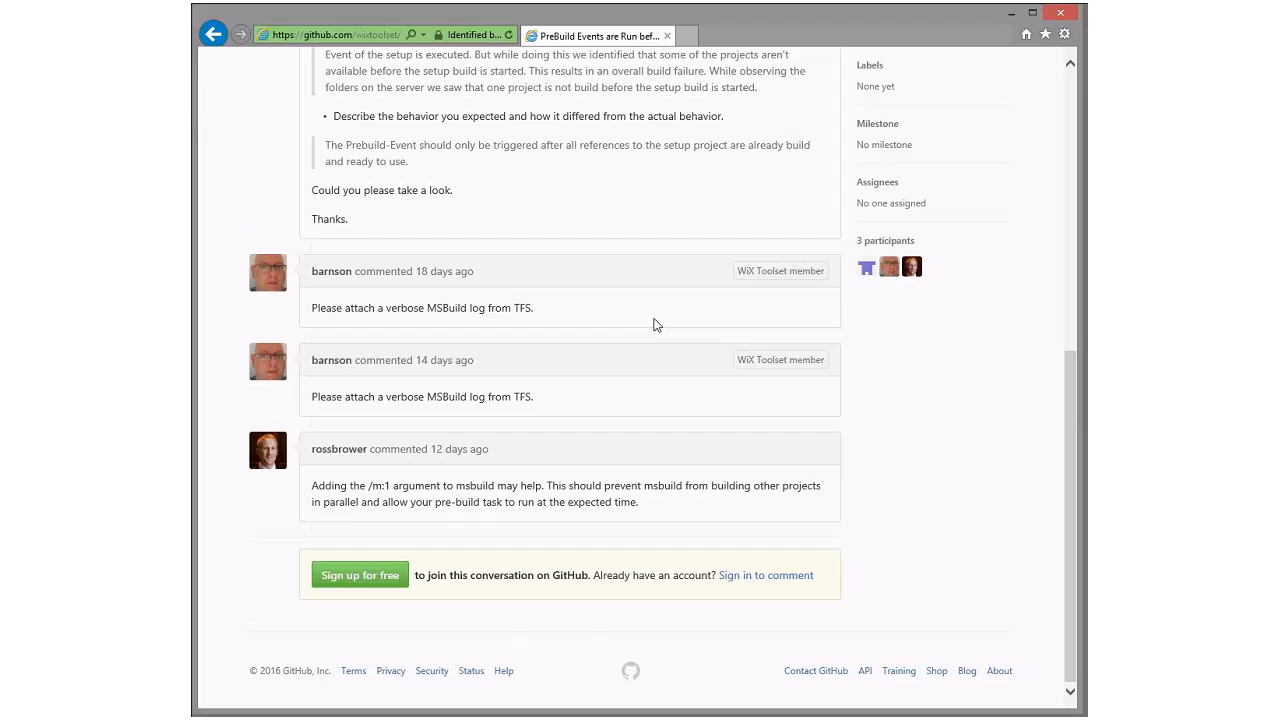 https://github.com/wixtoolset/
Identified b...
PreBuild Events are Run bef...
Event of the setup is executed. But while doing this we identified that some of the projects aren't
available before the setup build is started. This results in an overall build failure. While observing the
folders on the server we saw that one project is not build before the setup build is started.
• Describe the behavior you expected and how it differed from the actual behavior.
The Prebuild-Event should only be triggered after all references to the setup project are already build
and ready to use.
Could you please take a look.
Thanks.
barnson commented 18 days ago
WiX Toolset member
Please attach a verbose MSBuild log from TFS.
barnson commented 14 days ago
WiX Toolset member
Please attach a verbose MSBuild log from TFS.
rossbrower commented 12 days ago
Adding the /m:1 argument to msbuild may help. This should prevent msbuild from building other projects
in parallel and allow your pre-build task to run at the expected time.
Sign up for free to join this conversation on GitHub. Already have an account? Sign in to comment
Labels
None yet
Milestone
No milestone
Assignees
No one assigned
3 participants
© 2016 GitHub, Inc. Terms Privacy Security Status Help
Contact GitHub API Training Shop Blog About